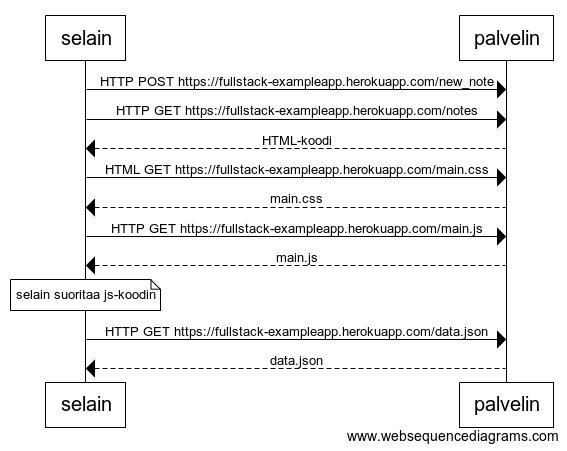 selain palvelin
HTTP POST https://fullstack-exampleapp.herokuapp.com/new_note
HTTP GET https://fullstack-exampleapp.herokuapp.com/notes
HTML-koodi
HTML GET https://fullstack-exampleapp.herokuapp.com/main.css
main.css
HTTP GET https://fullstack-exampleapp.herokuapp.com/main.js
main.js
selain suoritaa js-koodin
HTTP GET https://fullstack-exampleapp.herokuapp.com/data.json
data.json
selain palvelin
www.websequencediagrams.com